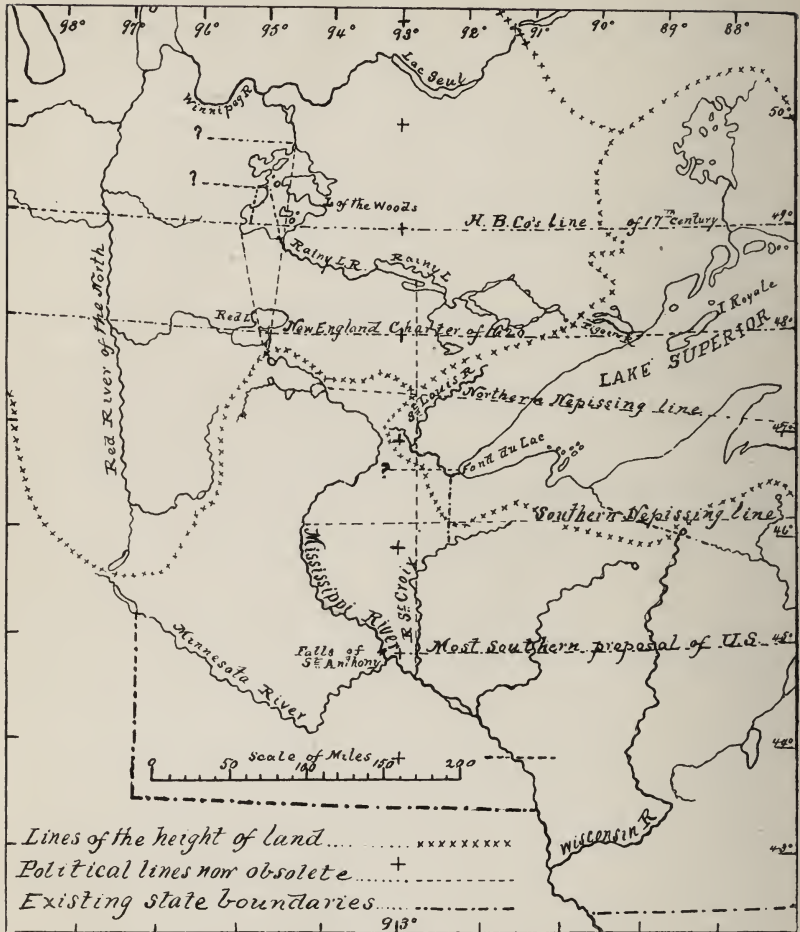 98° 97° 96° 95° 94° 93° 92° 91° 90° 89° 88°
Lac Seul
Winnipeg R
50°
?
?
L of the Woods
49°
H. B. Co's line of 17th century
Rainy L R.
Rainy L
Red River of the North
I Royale
Red L
New England Charter of 1620
Pigeon R
48°
LAKE SUPERIOR
St Louis R
Northern Nepissing line
47°
Fond du Lac
?
Southern Nepissing line
46°
Mississippi River
R St Croix
Most Southern proposal of U.S.
45°
Falls of
St Anthony
Minnesota River
44°
Scale of Miles
0 50 100 150 200
Wisconsin R
43°
Lines of the height of land
Political lines now obsolete
Existing state boundaries
93°